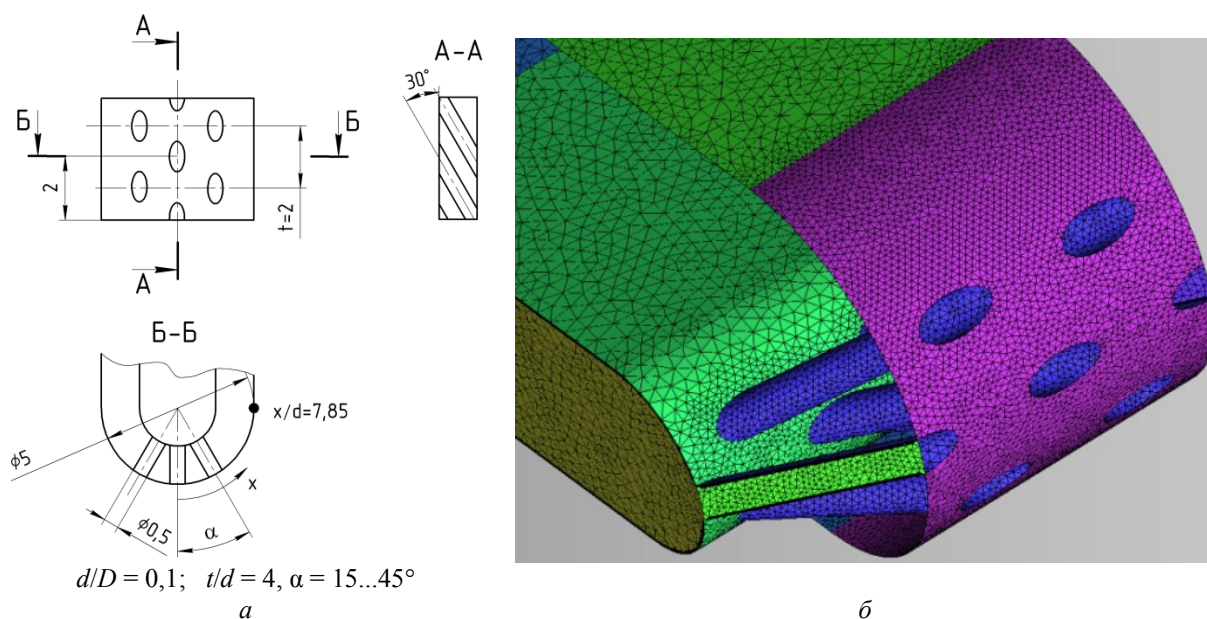 А
А–А
30°
Б
Б
2
t=2
А
Б–Б
x/d=7,85
ϕ5
x
ϕ0,5
α
d/D = 0,1; t/d = 4, α = 15...45°
а
б